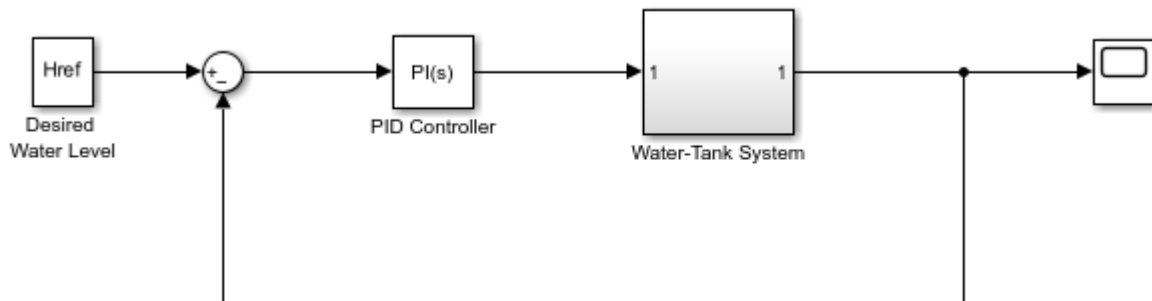 Href
+
−
PI(s)
1
1
Desired
Water Level
PID Controller
Water-Tank System